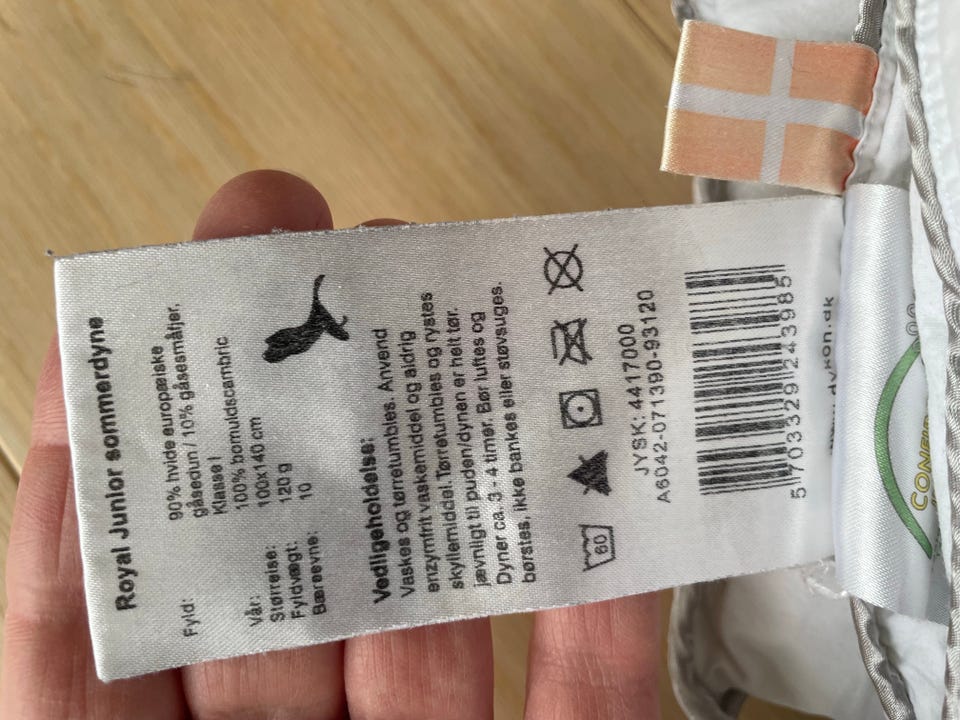 Royal Junior sommerdyne
Fyld: 90% hvide europæiske
gåsedun / 10% gåsesmåfjer,
Klasse I
Vår: 100% bomuldscambric
Størrelse: 100x140 cm
Fyldvægt: 120 g
Bæreevne: 10
Vedligeholdelse:
Vaskes og tørretumbles. Anvend
enzymfrit vaskemiddel og aldrig
skyllemiddel. Tørretumbles og rystes
jævnligt til puden/dynen er helt tør.
Dyner ca. 3 - 4 timer. Bør luftes og
børstes, ikke bankes eller støvsuges.
60
JYSK: 4417000
A6042-071390-93120
5 703329 243985
dykon.dk